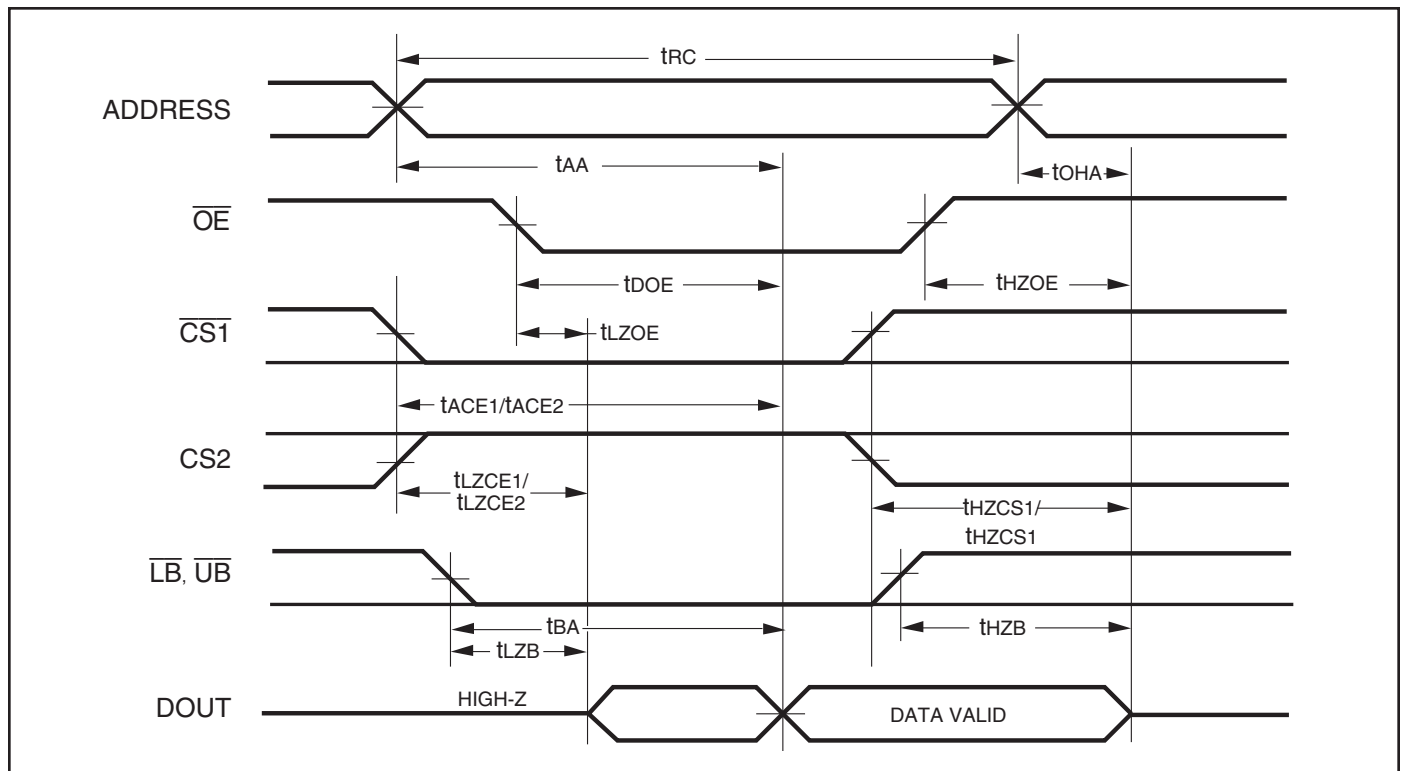 tRC
ADDRESS
tAA
tOHA
OE
tDOE
tHZOE
CS1
tLZOE
tACE1/tACE2
CS2
tLZCE1/
tLZCE2
tHZCS1/
tHZCS1
LB, UB
tBA
tHZB
tLZB
HIGH-Z
DOUT
DATA VALID